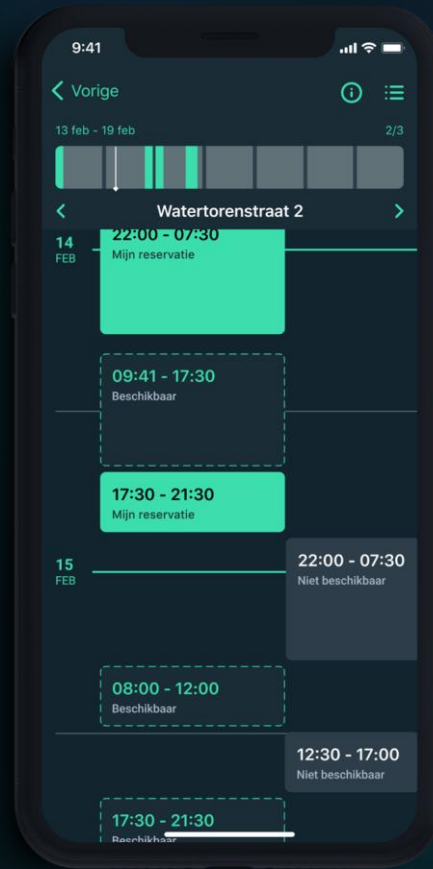 9:41
Vorige
13 feb - 19 feb
2/3
Watertorenstraat 2
14
FEB
22:00 - 07:30
Mijn reservatie
09:41 - 17:30
Beschikbaar
17:30 - 21:30
Mijn reservatie
22:00 - 07:30
Niet beschikbaar
15
FEB
08:00 - 12:00
Beschikbaar
12:30 - 17:00
Niet beschikbaar
17:30 - 21:30
Beschikbaar